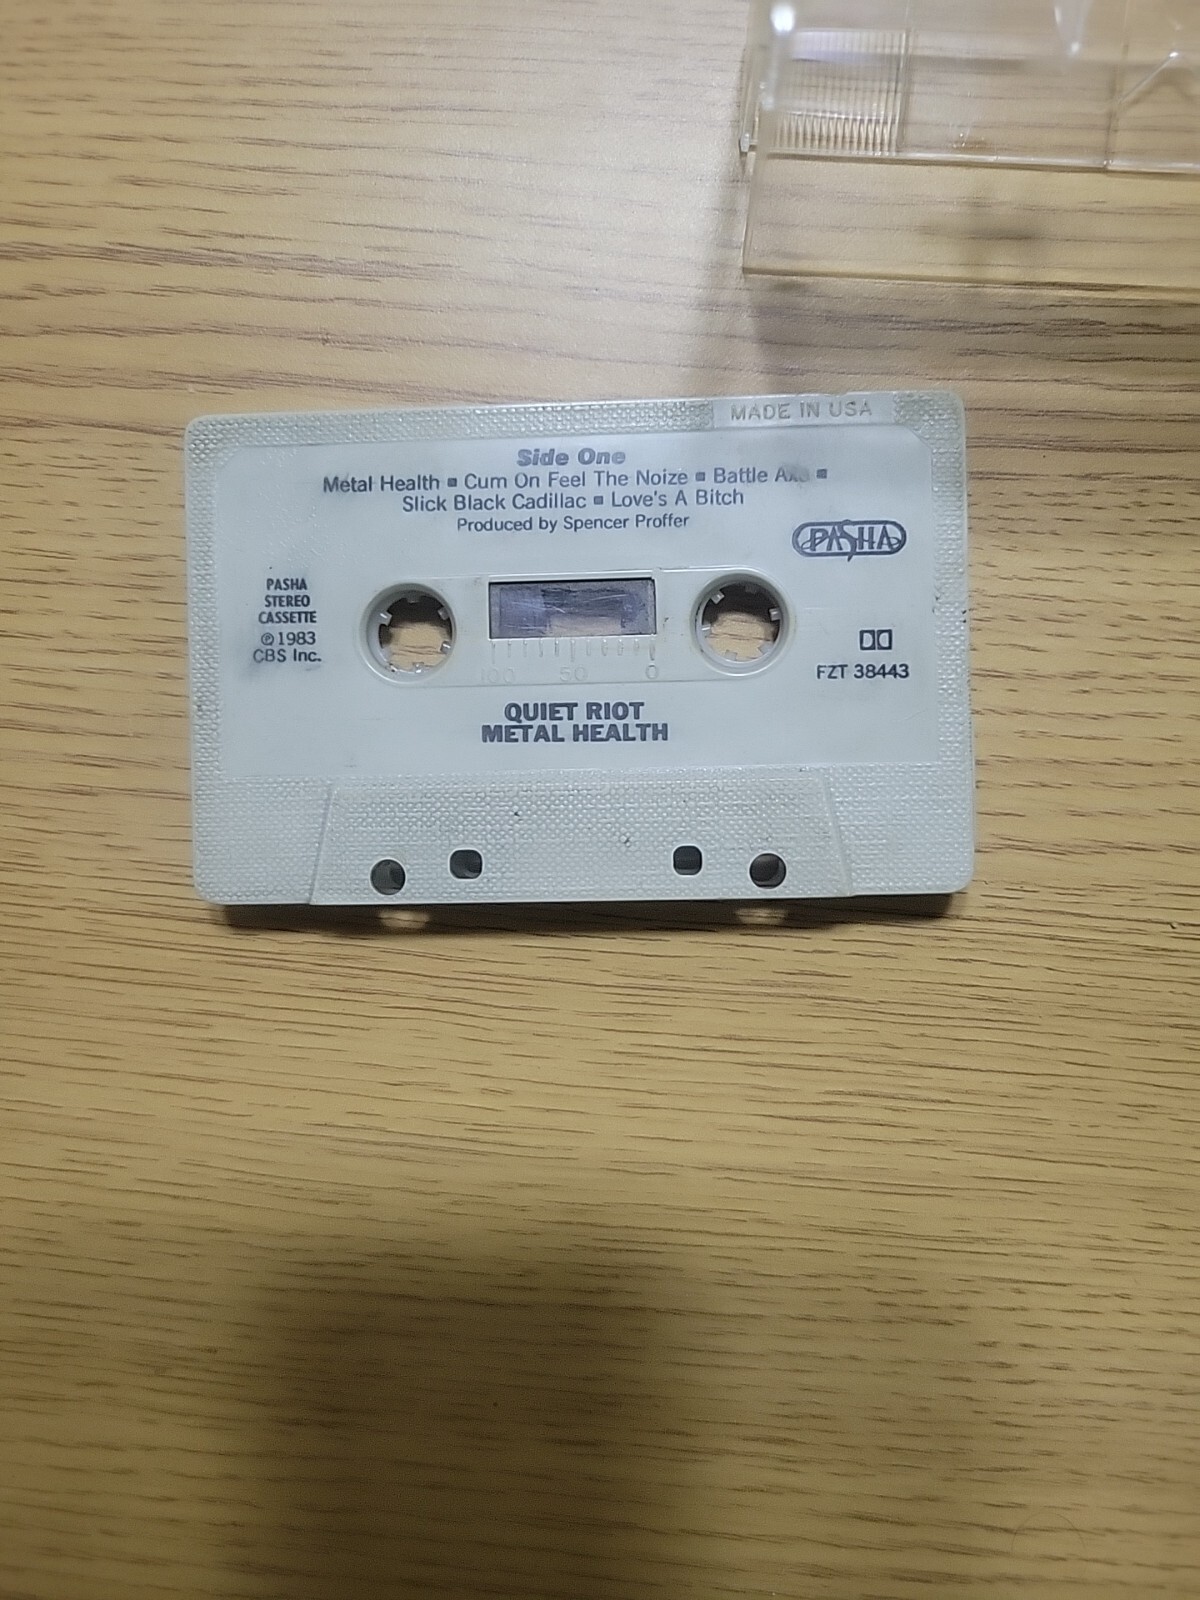 MADE IN USA
Side One
Metal Health ▪ Cum On Feel The Noize ▪ Battle Axe ▪
Slick Black Cadillac ▪ Love's A Bitch
Produced by Spencer Proffer
PASHA
PASHA
STEREO
CASSETTE
℗ 1983
CBS Inc.
100 50 0
FZT 38443
QUIET RIOT
METAL HEALTH